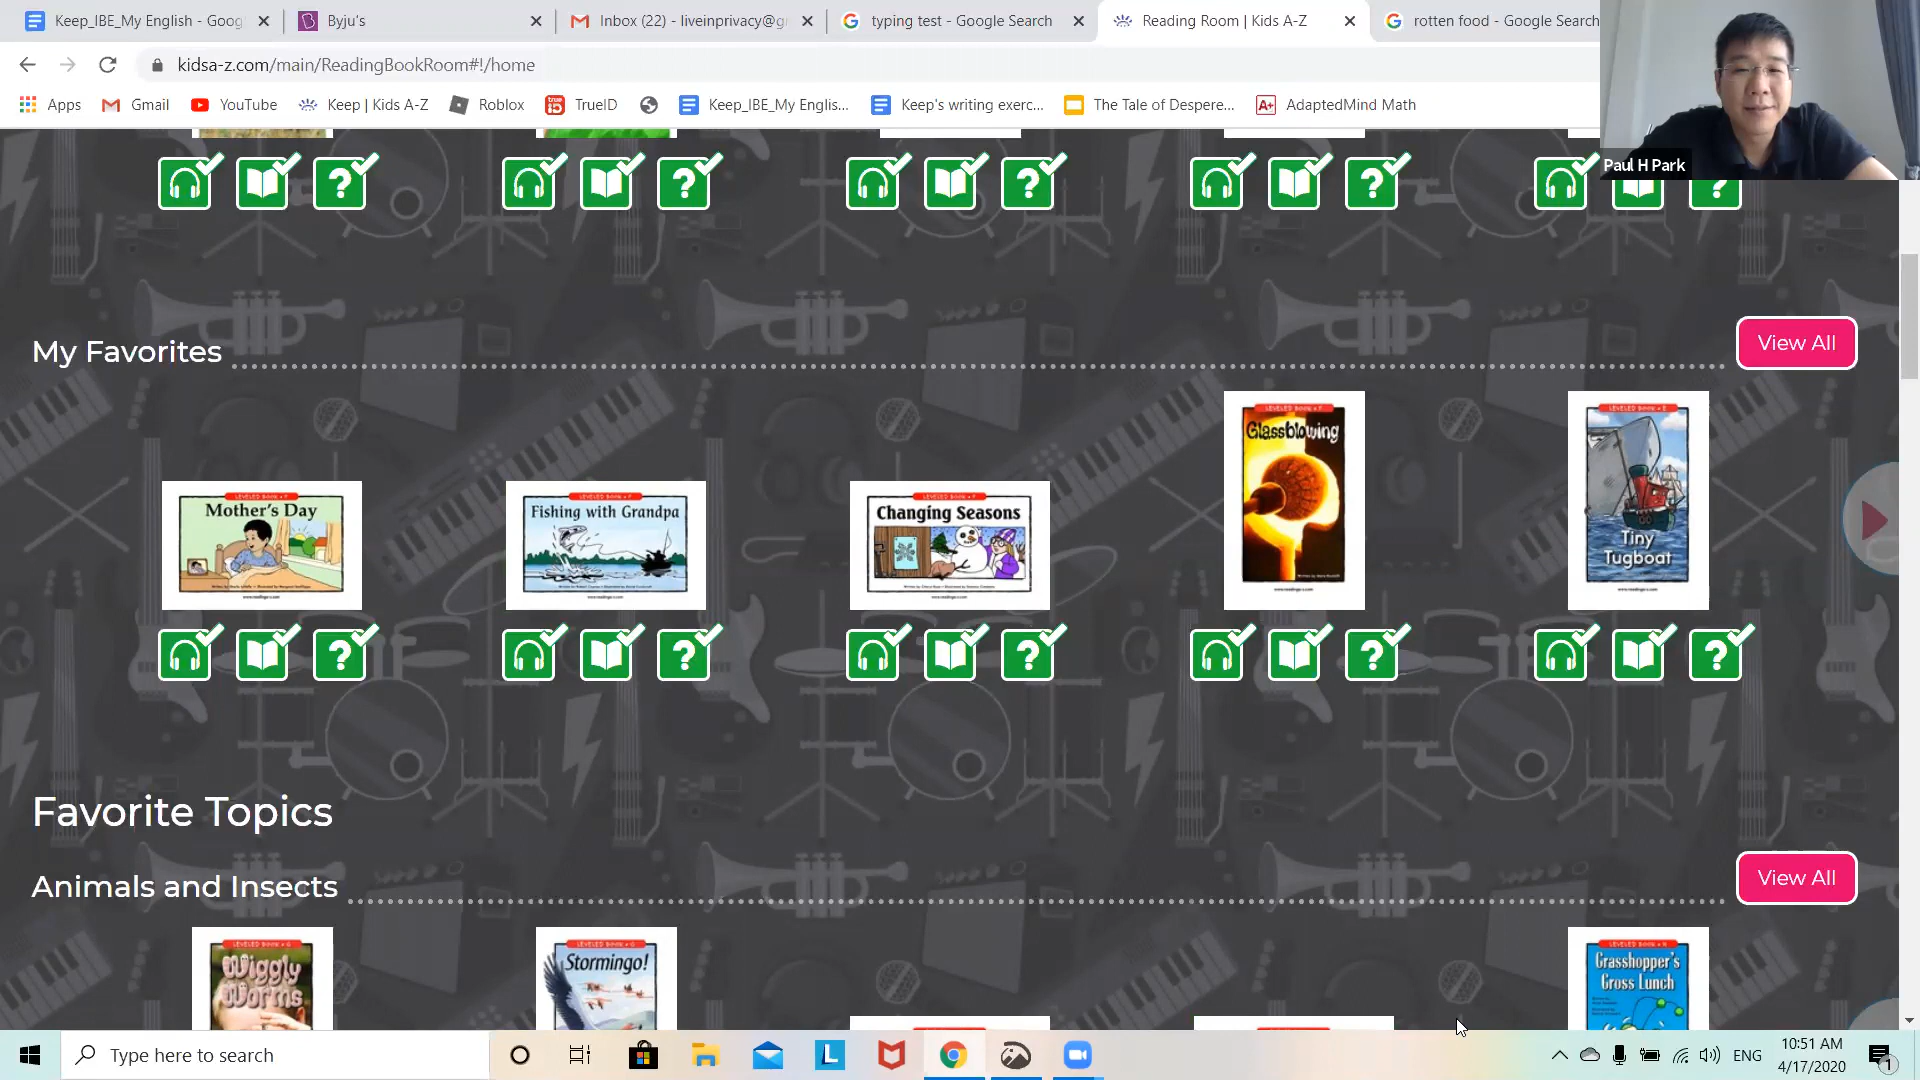 Keep_IBE_My English - Goog
Byju's
Inbox (22) - liveinprivacy@g
typing test - Google Search
Reading Room | Kids A-Z
rotten food - Google Search
kidsa-z.com/main/ReadingBookRoom#!/home
Apps
Gmail
YouTube
Keep | Kids A-Z
Roblox
TrueID
Keep_IBE_My Englis...
Keep's writing exerc...
The Tale of Despere...
AdaptedMind Math
Paul H Park
My Favorites
View All
Mother's Day
Fishing with Grandpa
Changing Seasons
Glassblowing
Tiny
Tugboat
Favorite Topics
Animals and Insects
View All
Wiggly
Worms
Stormingo!
Grasshopper's
Gross Lunch
Type here to search
ENG
10:51 AM
4/17/2020
1